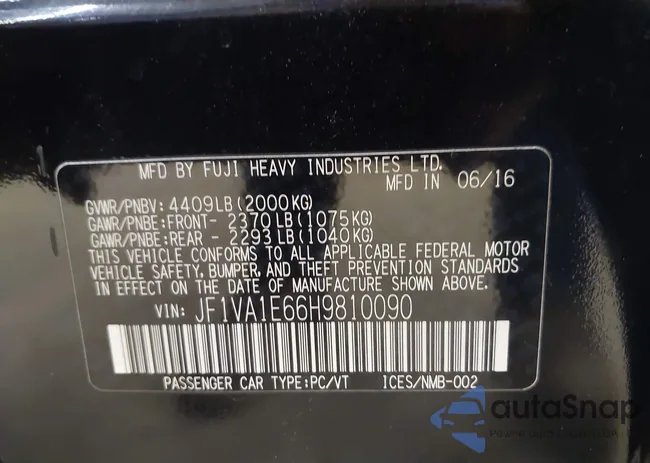 MFD BY FUJI HEAVY INDUSTRIES LTD.
MFD IN 06/16
GVWR/PNBV: 4409LB(2000KG)
GAWR/PNBE:FRONT- 2370LB(1075KG)
GAWR/PNBE:REAR - 2293LB(1040KG)
THIS VEHICLE CONFORMS TO ALL APPLICABLE FEDERAL MOTOR
VEHICLE SAFETY, BUMPER, AND THEFT PREVENTION STANDARDS
IN EFFECT ON THE DATE OF MANUFACTURE SHOWN ABOVE.
VIN: JF1VA1E66H9810090
PASSENGER CAR TYPE:PC/VT ICES/NMB-002
autoSnap